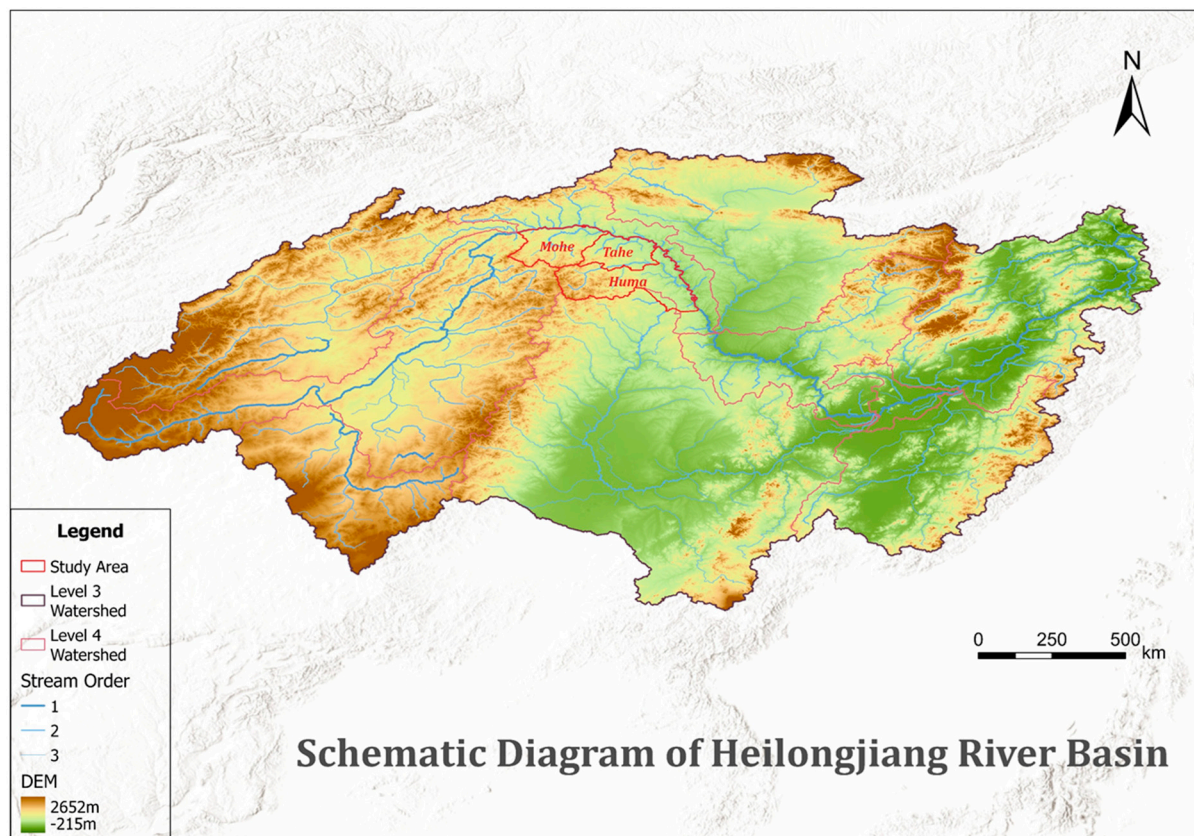 N
Mohe
Tahe
Huma
Legend
Study Area
Level 3
Watershed
Level 4
Watershed
Stream Order
1
2
3
DEM
2652m
-215m
0 250 500
km
Schematic Diagram of Heilongjiang River Basin